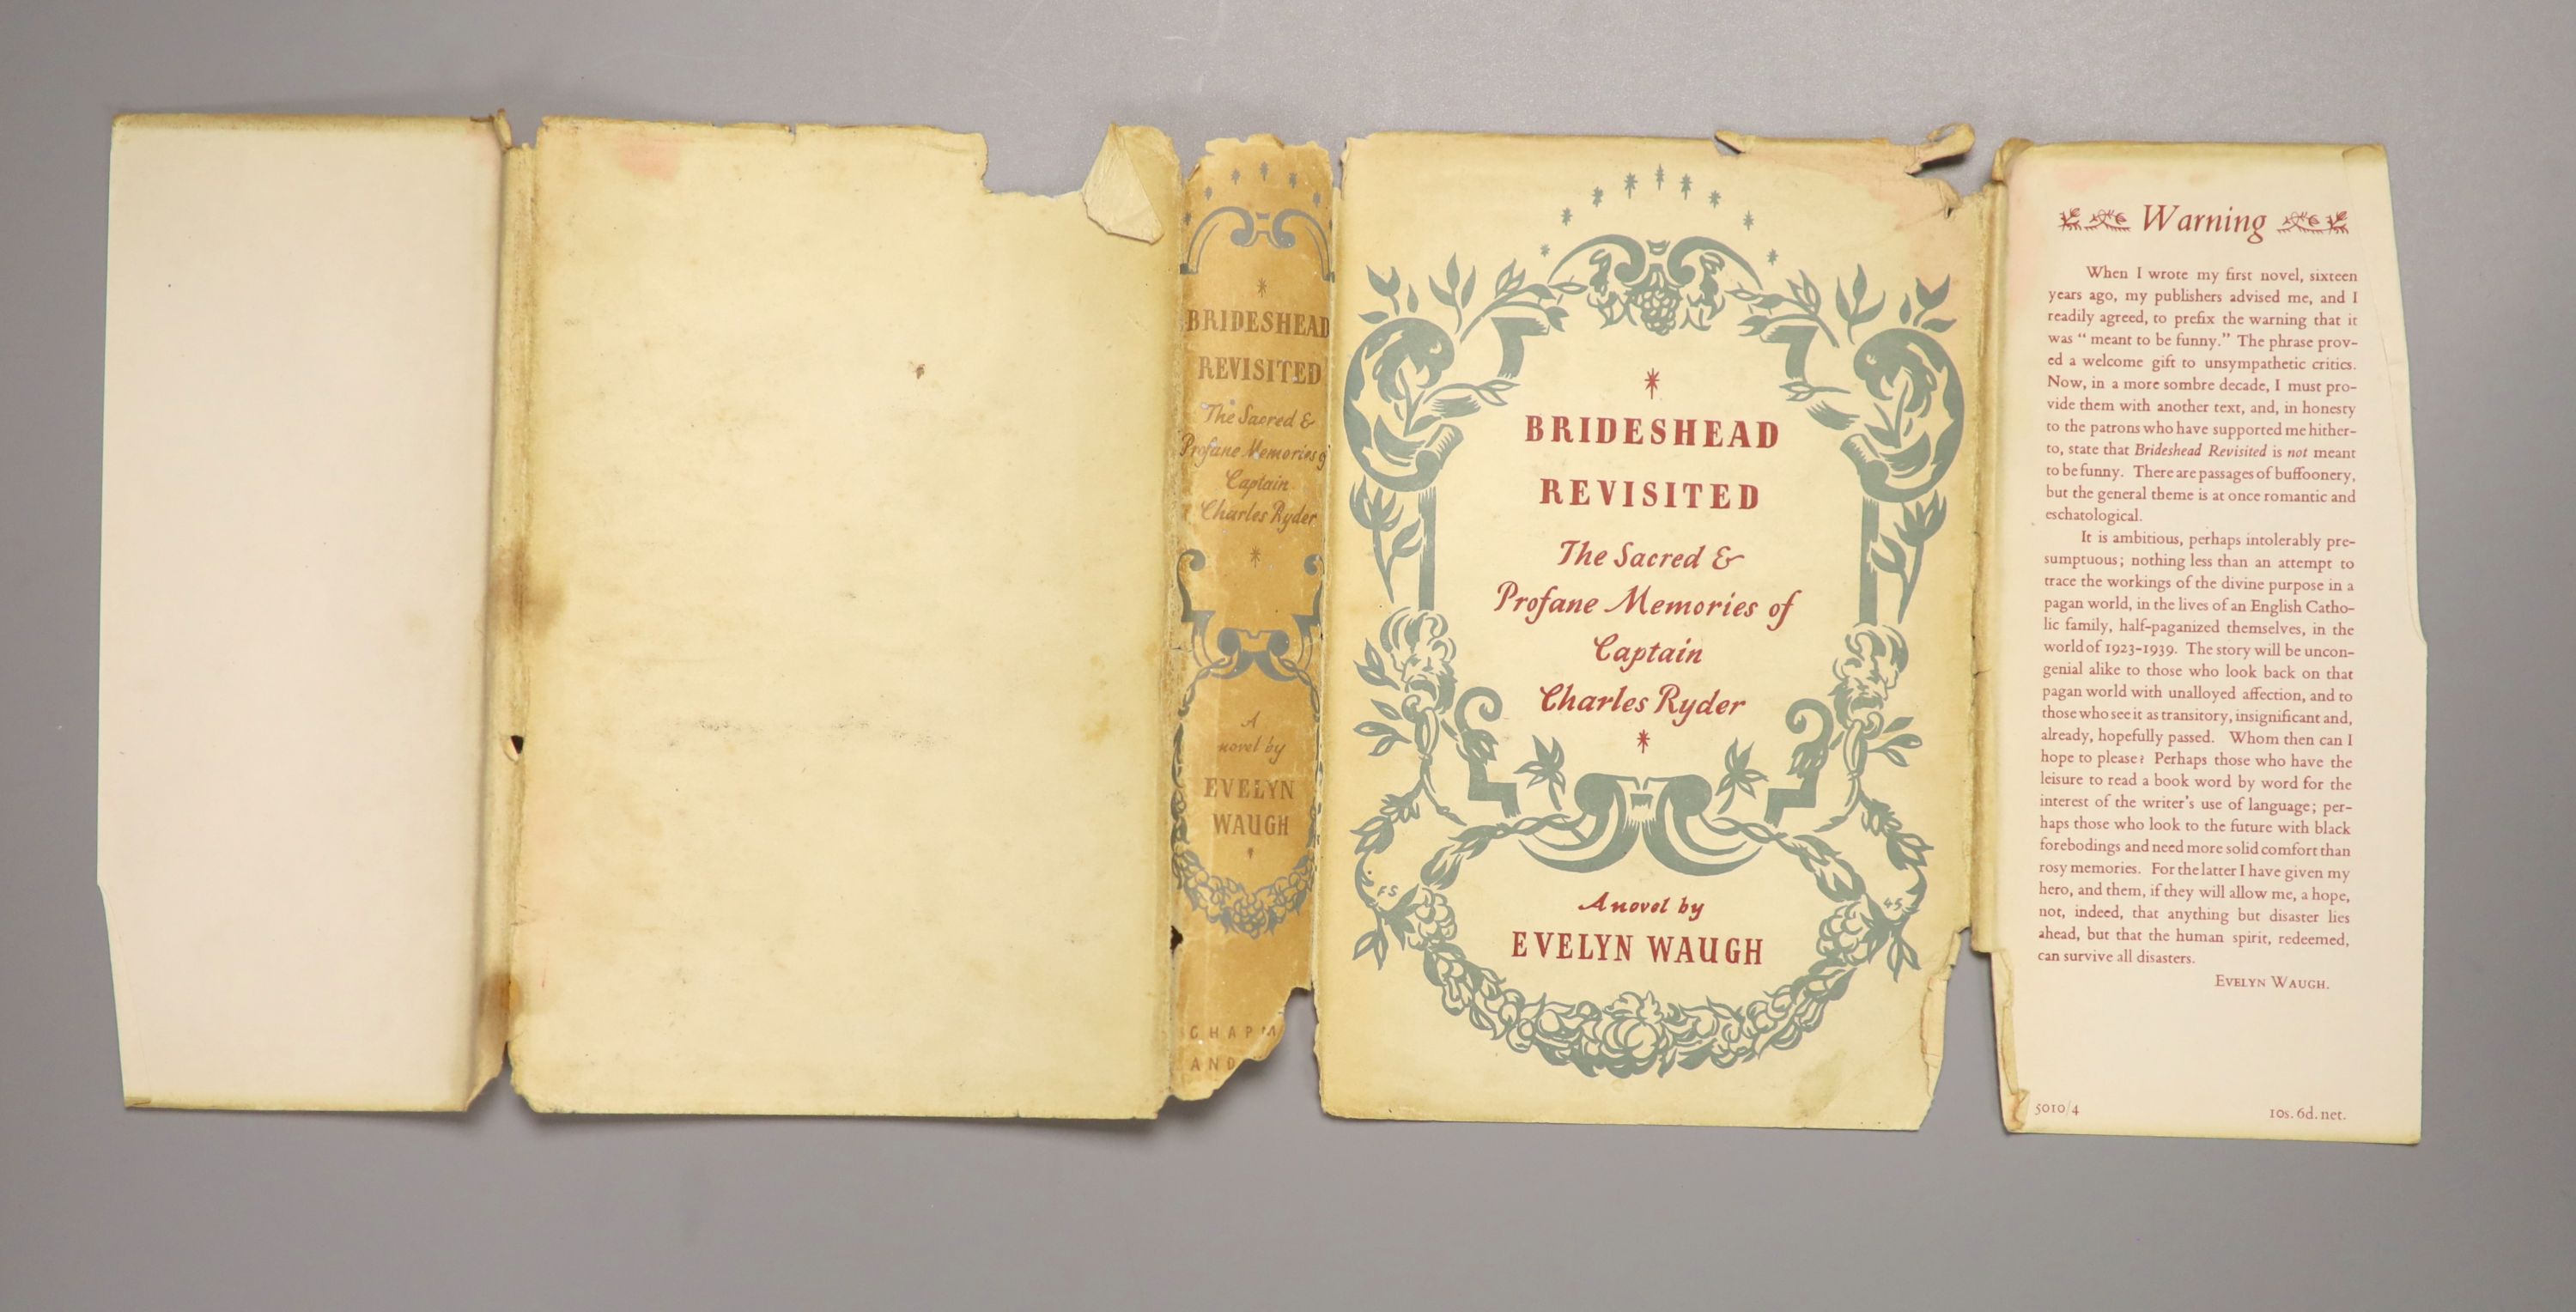 BRIDESHEAD
REVISITED
The Sacred &
Profane Memories of
Captain
Charles Ryder
A
novel by
EVELYN
WAUGH
CHAPM
AND
BRIDESHEAD
REVISITED
The Sacred &
Profane Memories of
Captain
Charles Ryder
A novel by
EVELYN WAUGH
FS
45
Warning
When I wrote my first novel, sixteen
years ago, my publishers advised me, and I
readily agreed, to prefix the warning that it
was “ meant to be funny.” The phrase prov-
ed a welcome gift to unsympathetic critics.
Now, in a more sombre decade, I must pro-
vide them with another text, and, in honesty
to the patrons who have supported me hither-
to, state that Brideshead Revisited is not meant
to be funny. There are passages of buffoonery,
but the general theme is at once romantic and
eschatological.
It is ambitious, perhaps intolerably pre-
sumptuous; nothing less than an attempt to
trace the workings of the divine purpose in a
pagan world, in the lives of an English Catho-
lic family, half-paganized themselves, in the
world of 1923-1939. The story will be uncon-
genial alike to those who look back on that
pagan world with unalloyed affection, and to
those who see it as transitory, insignificant and,
already, hopefully passed. Whom then can I
hope to please? Perhaps those who have the
leisure to read a book word by word for the
interest of the writer's use of language; per-
haps those who look to the future with black
forebodings and need more solid comfort than
rosy memories. For the latter I have given my
hero, and them, if they will allow me, a hope,
not, indeed, that anything but disaster lies
ahead, but that the human spirit, redeemed,
can survive all disasters.
EVELYN WAUGH.
5010/4
10s. 6d. net.